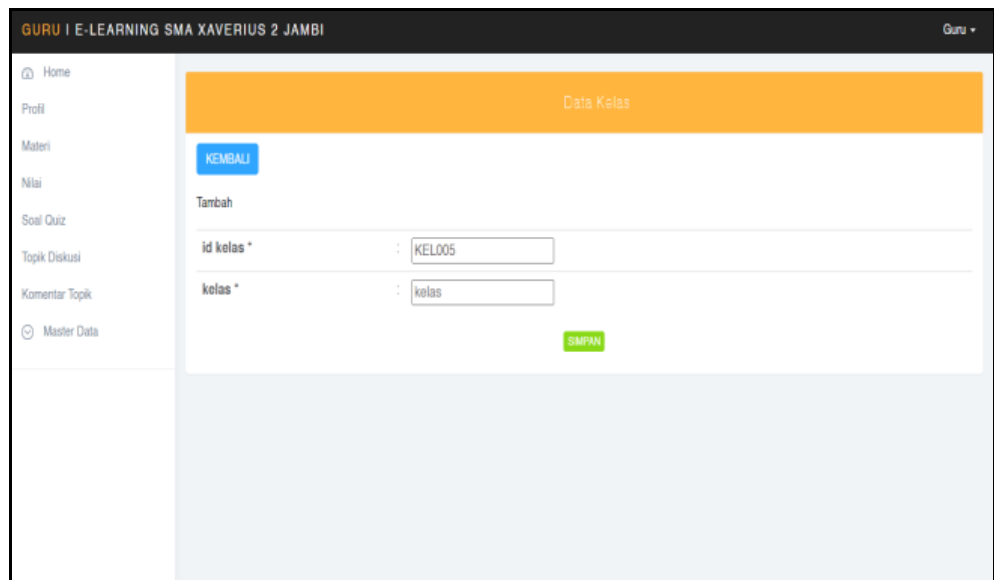 GURU I E-LEARNING SMA XAVERIUS 2 JAMBI
Guru
Home
Profil
Materi
Nilai
Soal Quiz
Topik Diskusi
Komentar Topik
Master Data
Data Kelas
KEMBALI
Tambah
id kelas * : KEL005
kelas * : kelas
SIMPAN